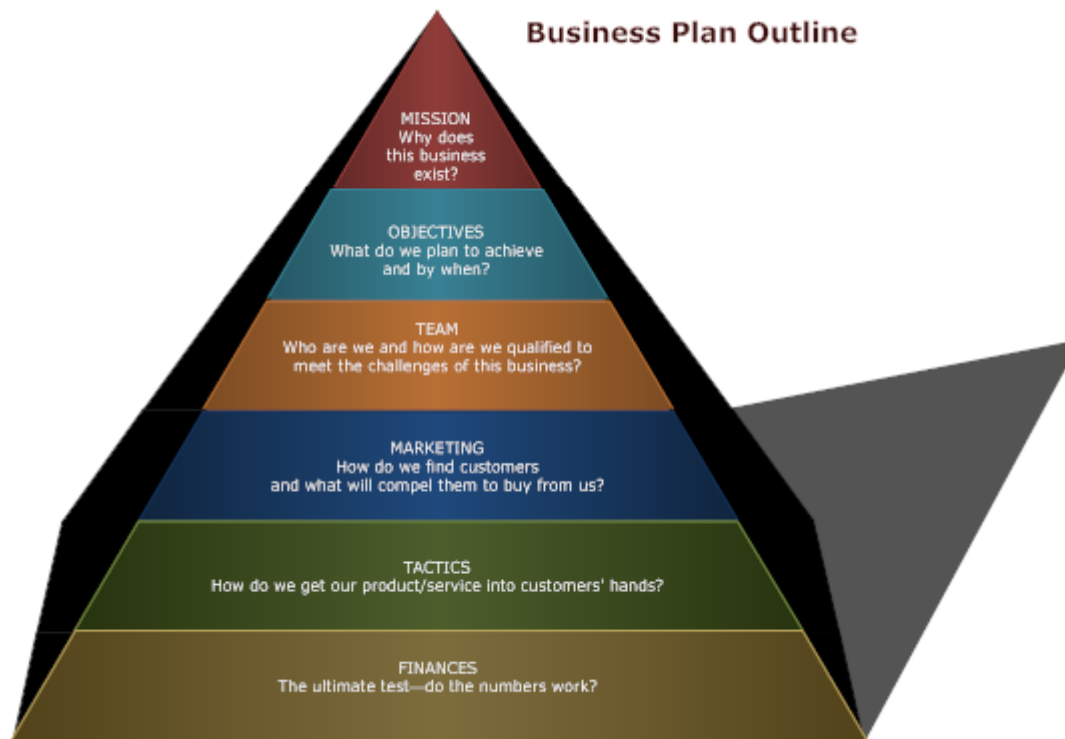 Business Plan Outline
MISSION
Why does
this business
exist?
OBJECTIVES
What do we plan to achieve
and by when?
TEAM
Who are we and how are we qualified to
meet the challenges of this business?
MARKETING
How do we find customers
and what will compel them to buy from us?
TACTICS
How do we get our product/service into customers' hands?
FINANCES
The ultimate test—do the numbers work?